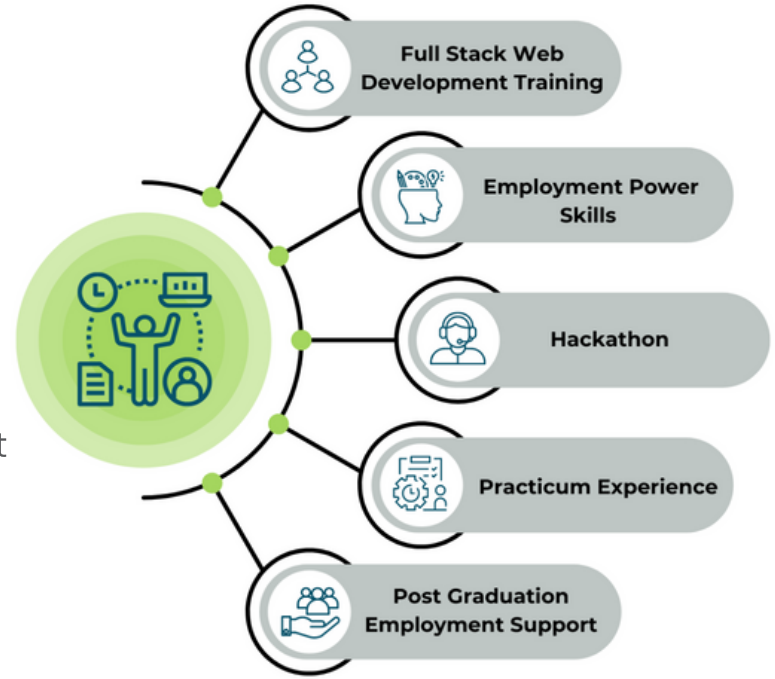 Full Stack Web
Development Training
Employment Power
Skills
Hackathon
t
Practicum Experience
Post Graduation
Employment Support